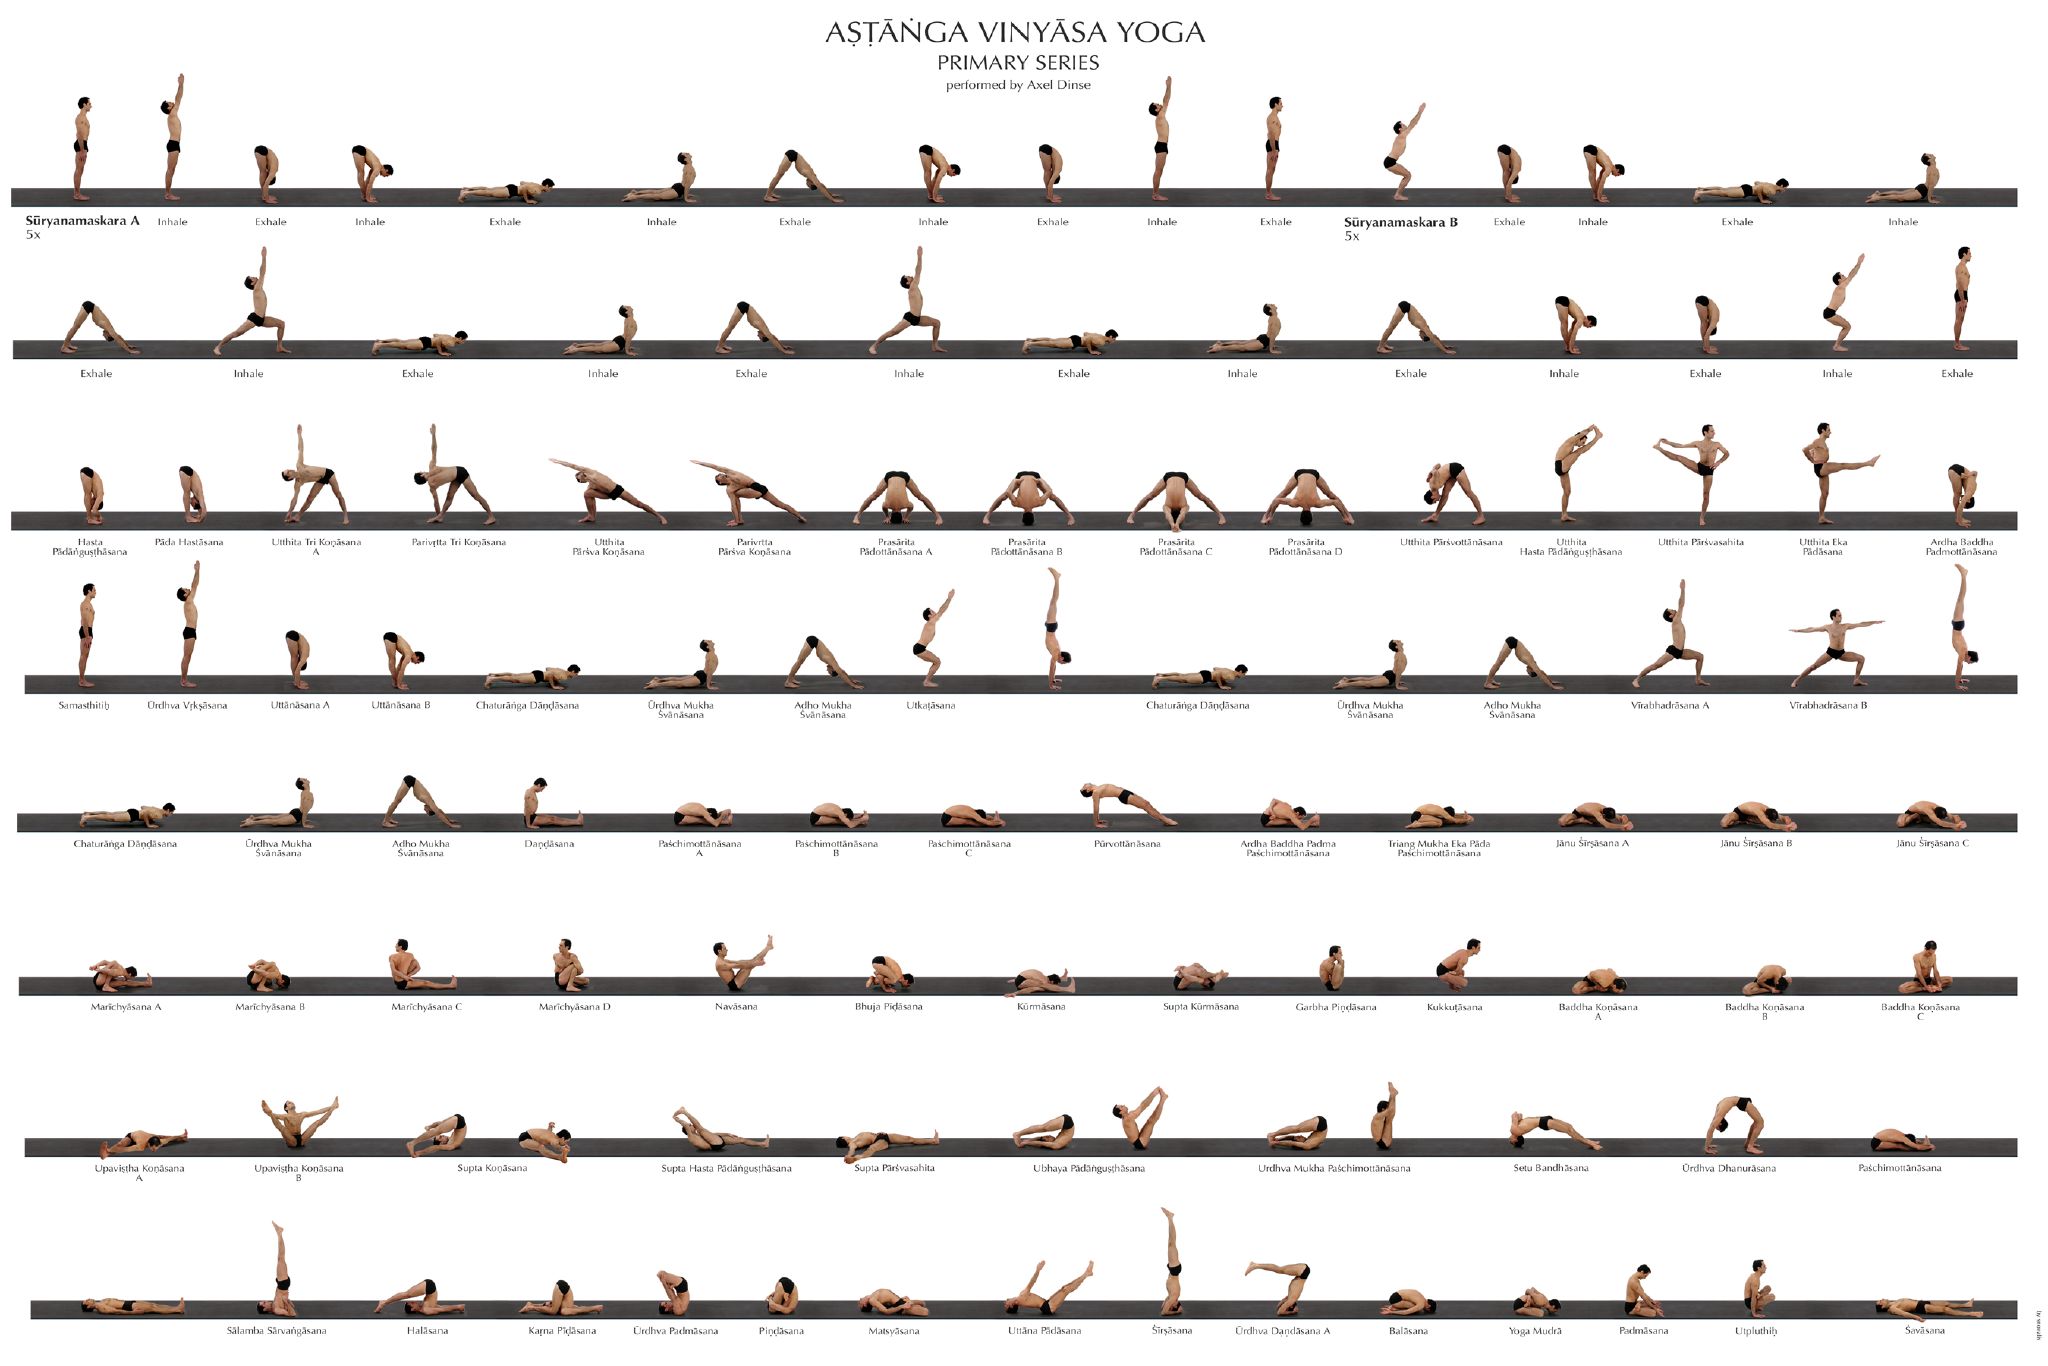 AṢṬĀṄGA VINYĀSA YOGA
PRIMARY SERIES
performed by Axel Dinse
Sūryanamaskara A Inhale Exhale Inhale Exhale Inhale Exhale Inhale Exhale Inhale Exhale Sūryanamaskara B Exhale Inhale Exhale Inhale
5x 5x
Exhale Inhale Exhale Inhale Exhale Inhale Exhale Inhale Exhale Inhale Exhale Inhale Exhale
Hasta Pāda Hastāsana Utthita Tri Koṇāsana Parivṛtta Tri Koṇāsana Utthita Parivrtta Prasārita Prasārita Prasārita Prasārita Utthita Pārśvottānāsana Utthita Utthita Pārśvasahita Utthita Eka Ardha Baddha
Pādāṅguṣṭhāsana A Pārśva Koṇāsana Pārśva Koṇāsana Pādottānāsana A Pādottānāsana B Pādottānāsana C Pādottānāsana D Hasta Pādāṅguṣṭhāsana Pādāsana Padmottānāsana
Samasthitiḥ Ūrdhva Vṛkṣāsana Uttānāsana A Uttānāsana B Chaturāṅga Dāṇḍāsana Ūrdhva Mukha Adho Mukha Utkaṭāsana Chaturāṅga Dāṇḍāsana Ūrdhva Mukha Adho Mukha Vīrabhadrāsana A Vīrabhadrāsana B
Śvānāsana Śvānāsana Śvānāsana Śvānāsana
Chaturāṅga Dāṇḍāsana Ūrdhva Mukha Adho Mukha Daṇḍāsana Paśchimottānāsana Paśchimottānāsana Paśchimottānāsana Pūrvottānāsana Ardha Baddha Padma Triang Mukha Eka Pāda Jānu Śīrṣāsana A Jānu Śīrṣāsana B Jānu Śīrṣāsana C
Śvānāsana Śvānāsana A B C Paśchimottānāsana Paśchimottānāsana
Marīchyāsana A Marīchyāsana B Marīchyāsana C Marīchyāsana D Navāsana Bhuja Pīḍāsana Kūrmāsana Supta Kūrmāsana Garbha Piṇḍāsana Kukkuṭāsana Baddha Koṇāsana Baddha Koṇāsana Baddha Koṇāsana
A B C
Upaviṣṭha Koṇāsana Upaviṣṭha Koṇāsana Supta Koṇāsana Supta Hasta Pādāṅguṣṭhāsana Supta Pārśvasahita Ubhaya Pādāṅguṣṭhāsana Urdhva Mukha Paśchimottānāsana Setu Bandhāsana Ūrdhva Dhanurāsana Paśchimottānāsana
A B
Sālamba Sārvaṅgāsana Halāsana Karṇa Pīḍāsana Ūrdhva Padmāsana Piṇḍāsana Matsyāsana Uttāna Pādāsana Śīrṣāsana Ūrdhva Daṇḍāsana A Balāsana Yoga Mudrā Padmāsana Utpluthiḥ Śavāsana